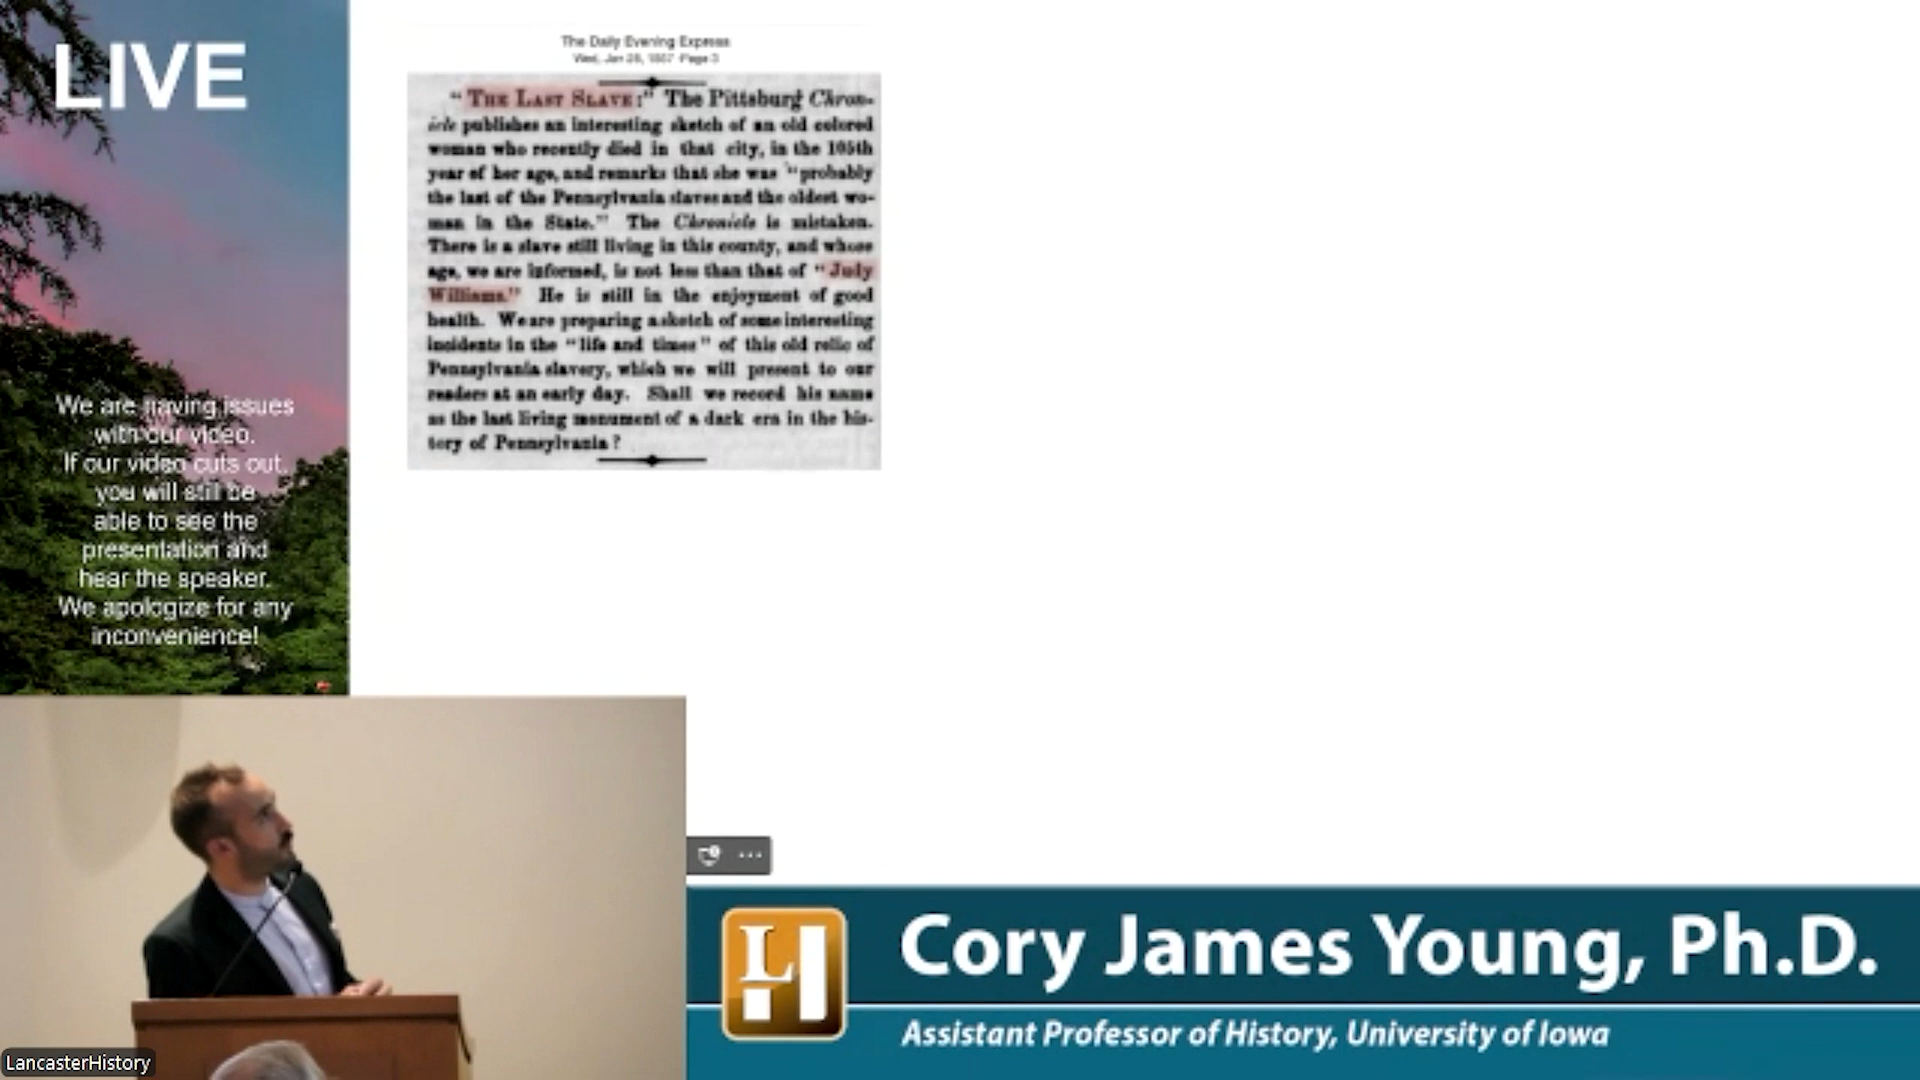 LIVE
We are having issues
with our video.
If our video cuts out,
you will still be
able to see the
presentation and
hear the speaker.
We apologize for any
inconvenience!
The Daily Evening Express
Wed, Jan 28, 1857 · Page 3
"THE LAST SLAVE:" The Pittsburg Chron-
icle publishes an interesting sketch of an old colored
woman who recently died in that city, in the 105th
year of her age, and remarks that she was "probably
the last of the Pennsylvania slaves and the oldest wo-
man in the State." The Chronicle is mistaken.
There is a slave still living in this county, and whose
age, we are informed, is not less than that of "Judy
Williams." He is still in the enjoyment of good
health. We are preparing a sketch of some interesting
incidents in the "life and times" of this old relic of
Pennsylvania slavery, which we will present to our
readers at an early day. Shall we record his name
as the last living monument of a dark era in the his-
tory of Pennsylvania?
LH
Cory James Young, Ph.D.
Assistant Professor of History, University of Iowa
LancasterHistory